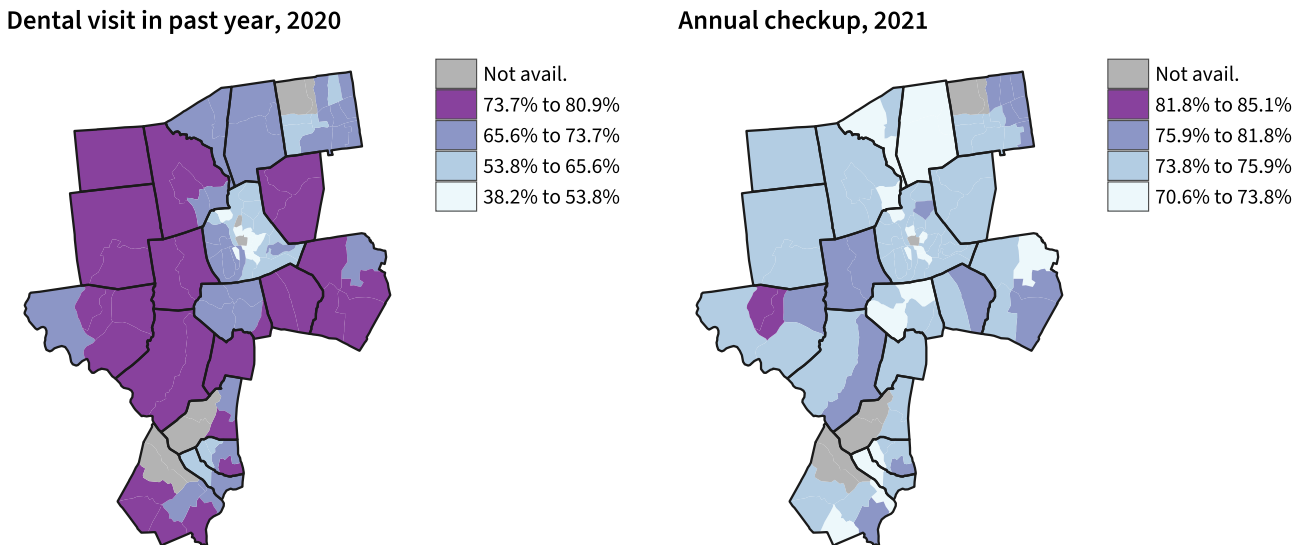 Dental visit in past year, 2020
Not avail.
73.7% to 80.9%
65.6% to 73.7%
53.8% to 65.6%
38.2% to 53.8%
Annual checkup, 2021
Not avail.
81.8% to 85.1%
75.9% to 81.8%
73.8% to 75.9%
70.6% to 73.8%